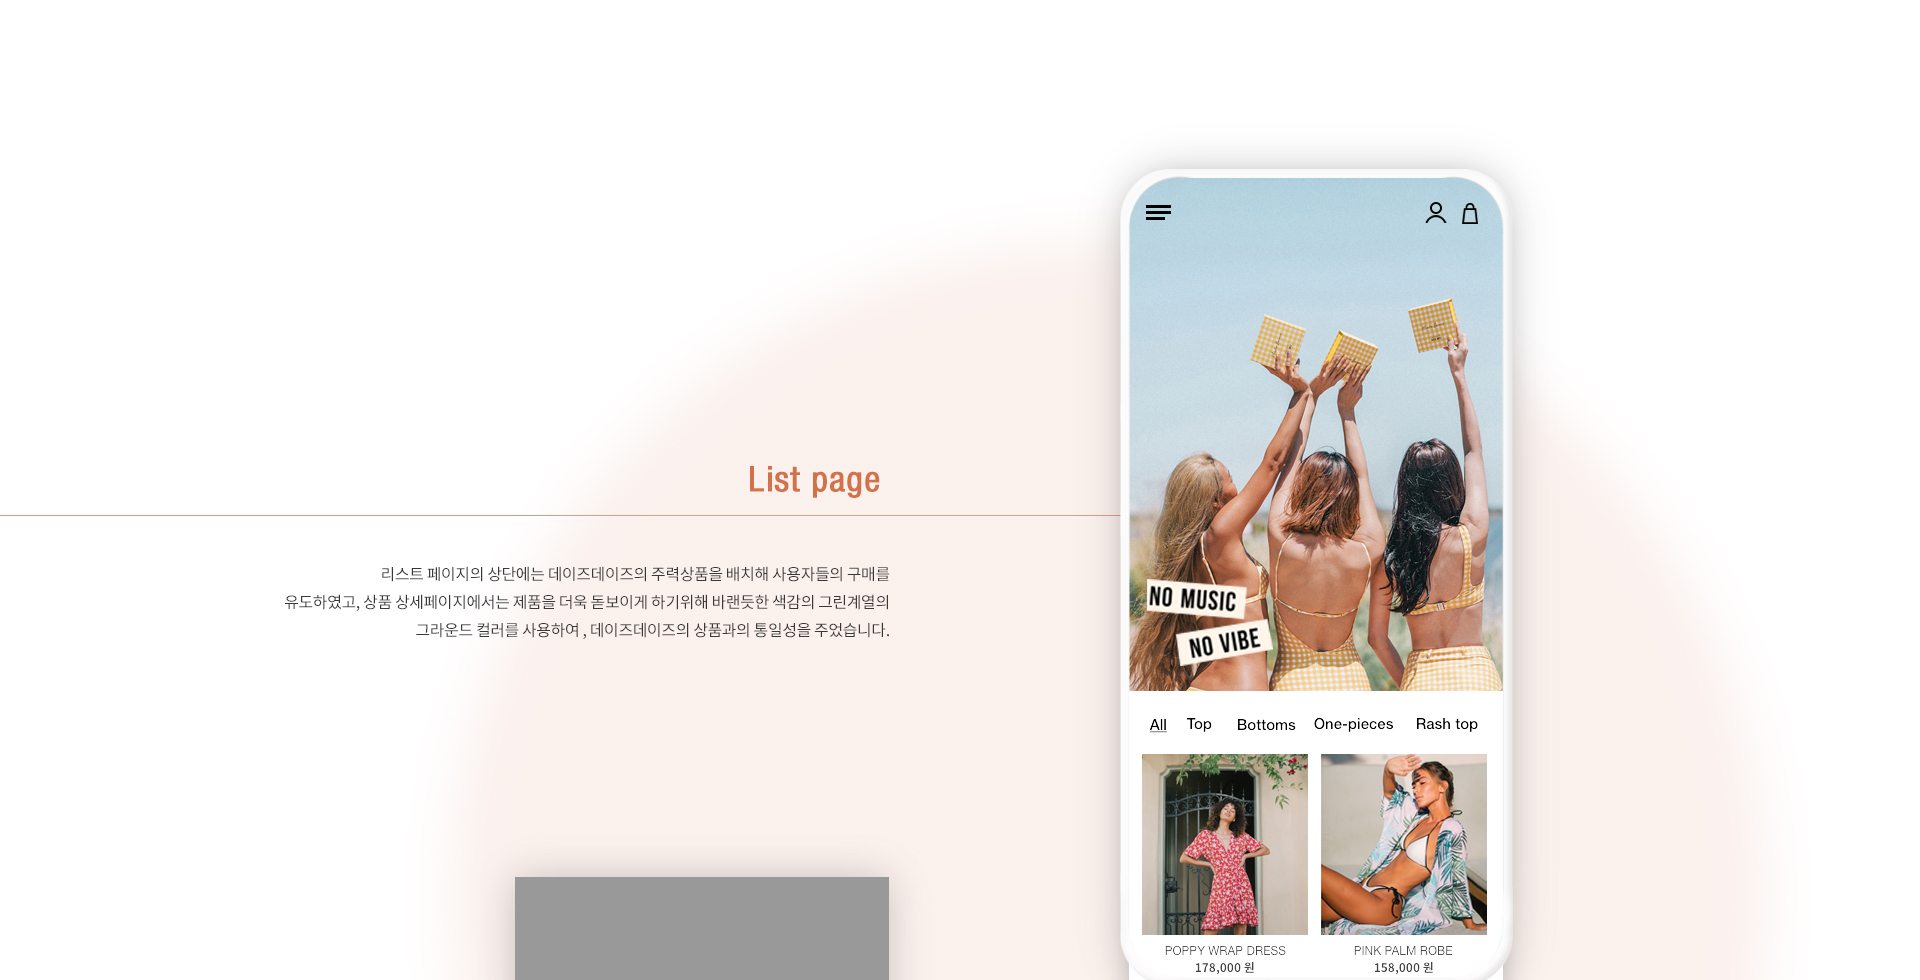 List page
리스트 페이지의 상단에는 데이즈데이즈의 주력상품을 배치해 사용자들의 구매를
유도하였고, 상품 상세페이지에서는 제품을 더욱 돋보이게 하기위해 바랜듯한 색감의 그린계열의
그라운드 컬러를 사용하여 , 데이즈데이즈의 상품과의 통일성을 주었습니다.
NO MUSIC
NO VIBE
All Top Bottoms One-pieces Rash top
POPPY WRAP DRESS PINK PALM ROBE
178,000 원 158,000 원